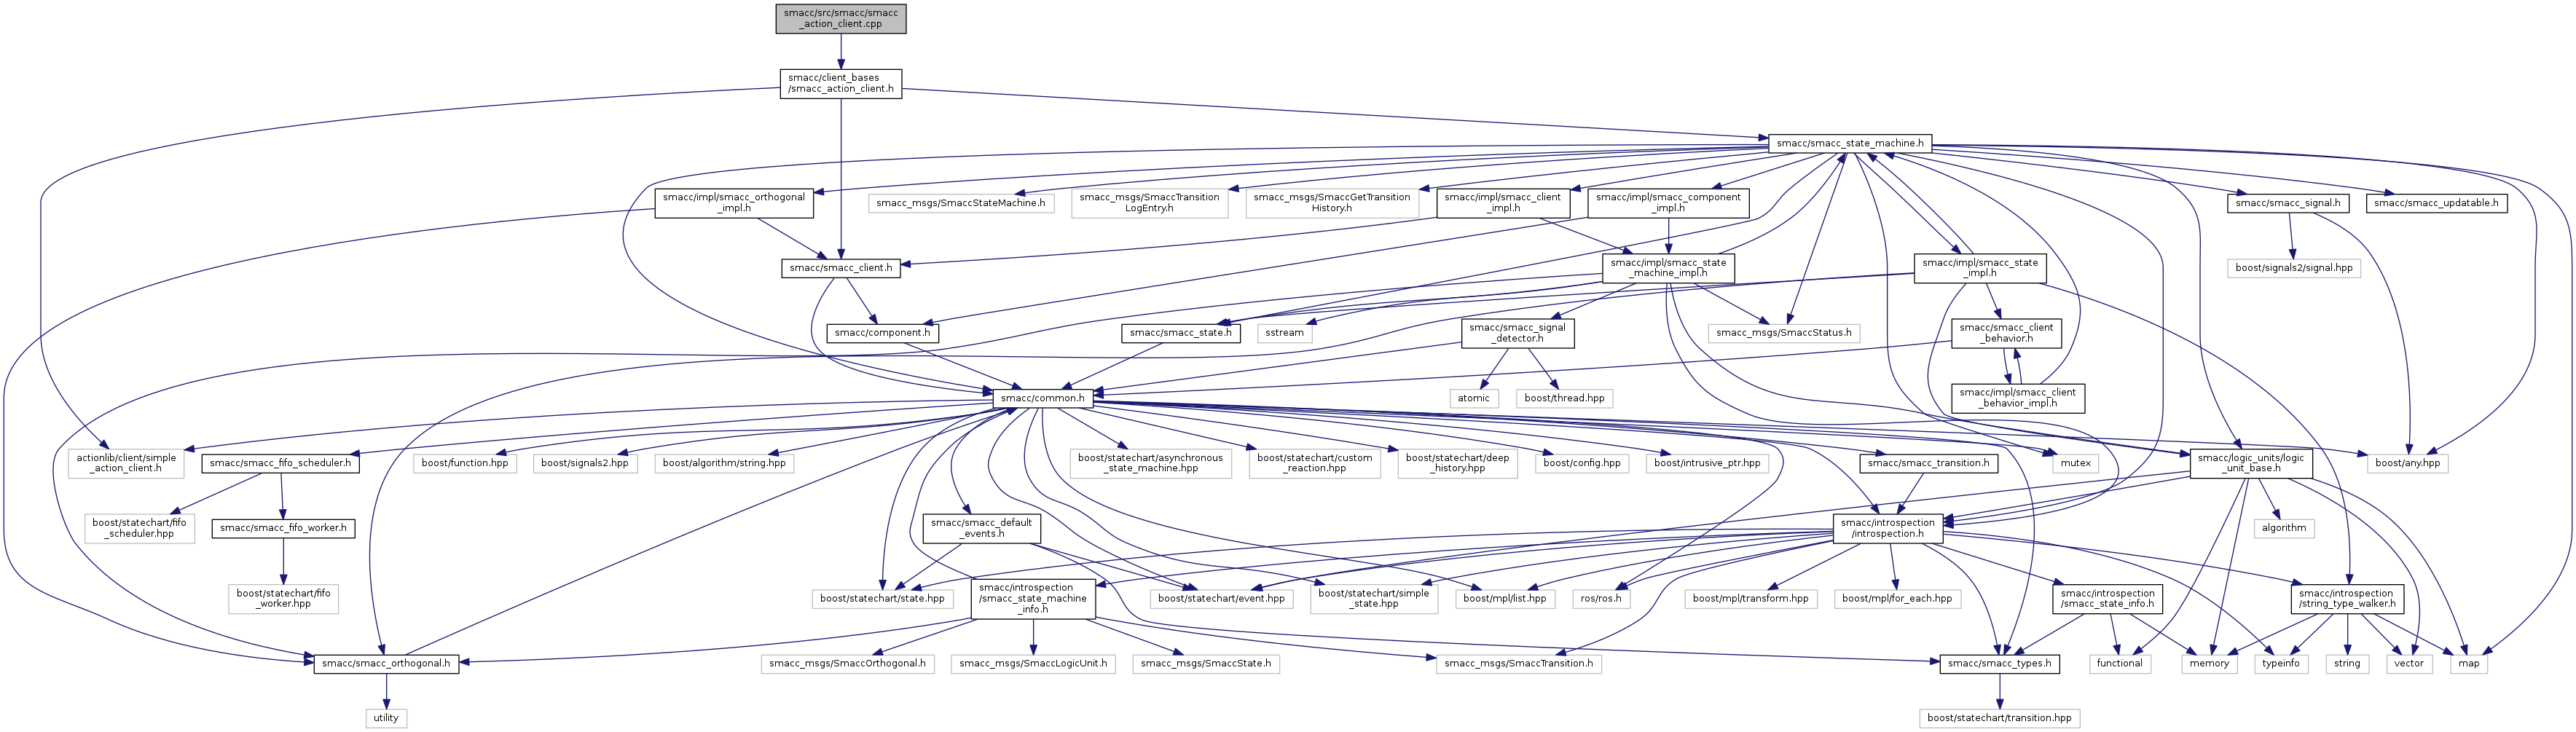 smacc/src/smacc/smacc
_action_client.cpp
smacc/client_bases
/smacc_action_client.h
smacc/smacc_state_machine.h
smacc/impl/smacc_orthogonal
_impl.h
smacc_msgs/SmaccStateMachine.h
smacc_msgs/SmaccTransition
LogEntry.h
smacc_msgs/SmaccGetTransition
History.h
smacc/impl/smacc_client
_impl.h
smacc/impl/smacc_component
_impl.h
smacc/smacc_signal.h
smacc/smacc_updatable.h
smacc/smacc_client.h
smacc/impl/smacc_state
_machine_impl.h
smacc/impl/smacc_state
_impl.h
boost/signals2/signal.hpp
smacc/component.h
smacc/smacc_state.h
sstream
smacc/smacc_signal
_detector.h
smacc_msgs/SmaccStatus.h
smacc/smacc_client
_behavior.h
smacc/common.h
atomic
boost/thread.hpp
smacc/impl/smacc_client
_behavior_impl.h
actionlib/client/simple
_action_client.h
smacc/smacc_fifo_scheduler.h
boost/function.hpp
boost/signals2.hpp
boost/algorithm/string.hpp
boost/statechart/asynchronous
_state_machine.hpp
boost/statechart/custom
_reaction.hpp
boost/statechart/deep
_history.hpp
boost/config.hpp
boost/intrusive_ptr.hpp
smacc/smacc_transition.h
mutex
smacc/logic_units/logic
_unit_base.h
boost/any.hpp
boost/statechart/fifo
_scheduler.hpp
smacc/smacc_fifo_worker.h
smacc/smacc_default
_events.h
smacc/introspection
/introspection.h
algorithm
boost/statechart/fifo
_worker.hpp
boost/statechart/state.hpp
smacc/introspection
/smacc_state_machine
_info.h
boost/statechart/event.hpp
boost/statechart/simple
_state.hpp
boost/mpl/list.hpp
ros/ros.h
boost/mpl/transform.hpp
boost/mpl/for_each.hpp
smacc/introspection
/smacc_state_info.h
smacc/introspection
/string_type_walker.h
smacc/smacc_orthogonal.h
smacc_msgs/SmaccOrthogonal.h
smacc_msgs/SmaccLogicUnit.h
smacc_msgs/SmaccState.h
smacc_msgs/SmaccTransition.h
smacc/smacc_types.h
functional
memory
typeinfo
string
vector
map
utility
boost/statechart/transition.hpp